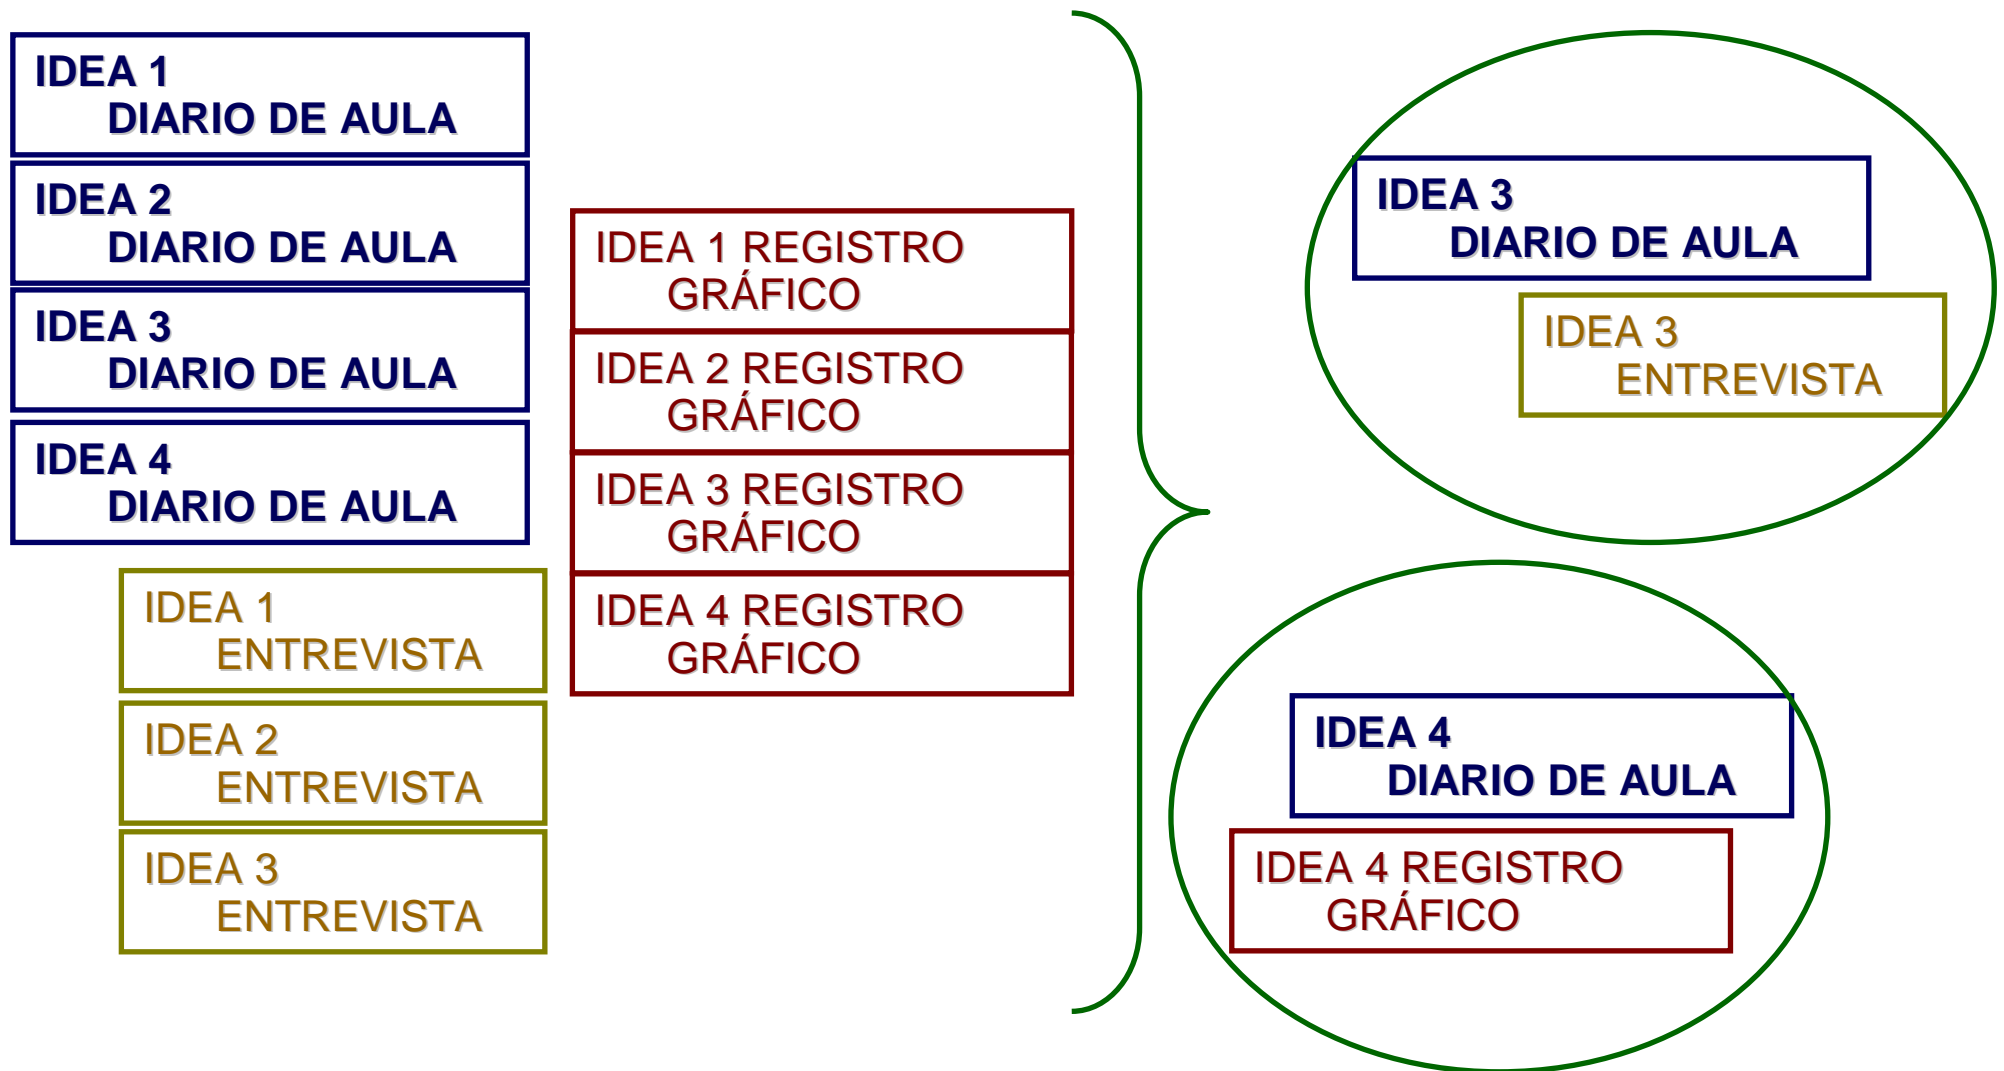 IDEA 1
DIARIO DE AULA
IDEA 2
DIARIO DE AULA
IDEA 3
DIARIO DE AULA
IDEA 4
DIARIO DE AULA
IDEA 1
ENTREVISTA
IDEA 2
ENTREVISTA
IDEA 3
ENTREVISTA
IDEA 1 REGISTRO
GRÁFICO
IDEA 2 REGISTRO
GRÁFICO
IDEA 3 REGISTRO
GRÁFICO
IDEA 4 REGISTRO
GRÁFICO
IDEA 3
DIARIO DE AULA
IDEA 3
ENTREVISTA
IDEA 4
DIARIO DE AULA
IDEA 4 REGISTRO
GRÁFICO